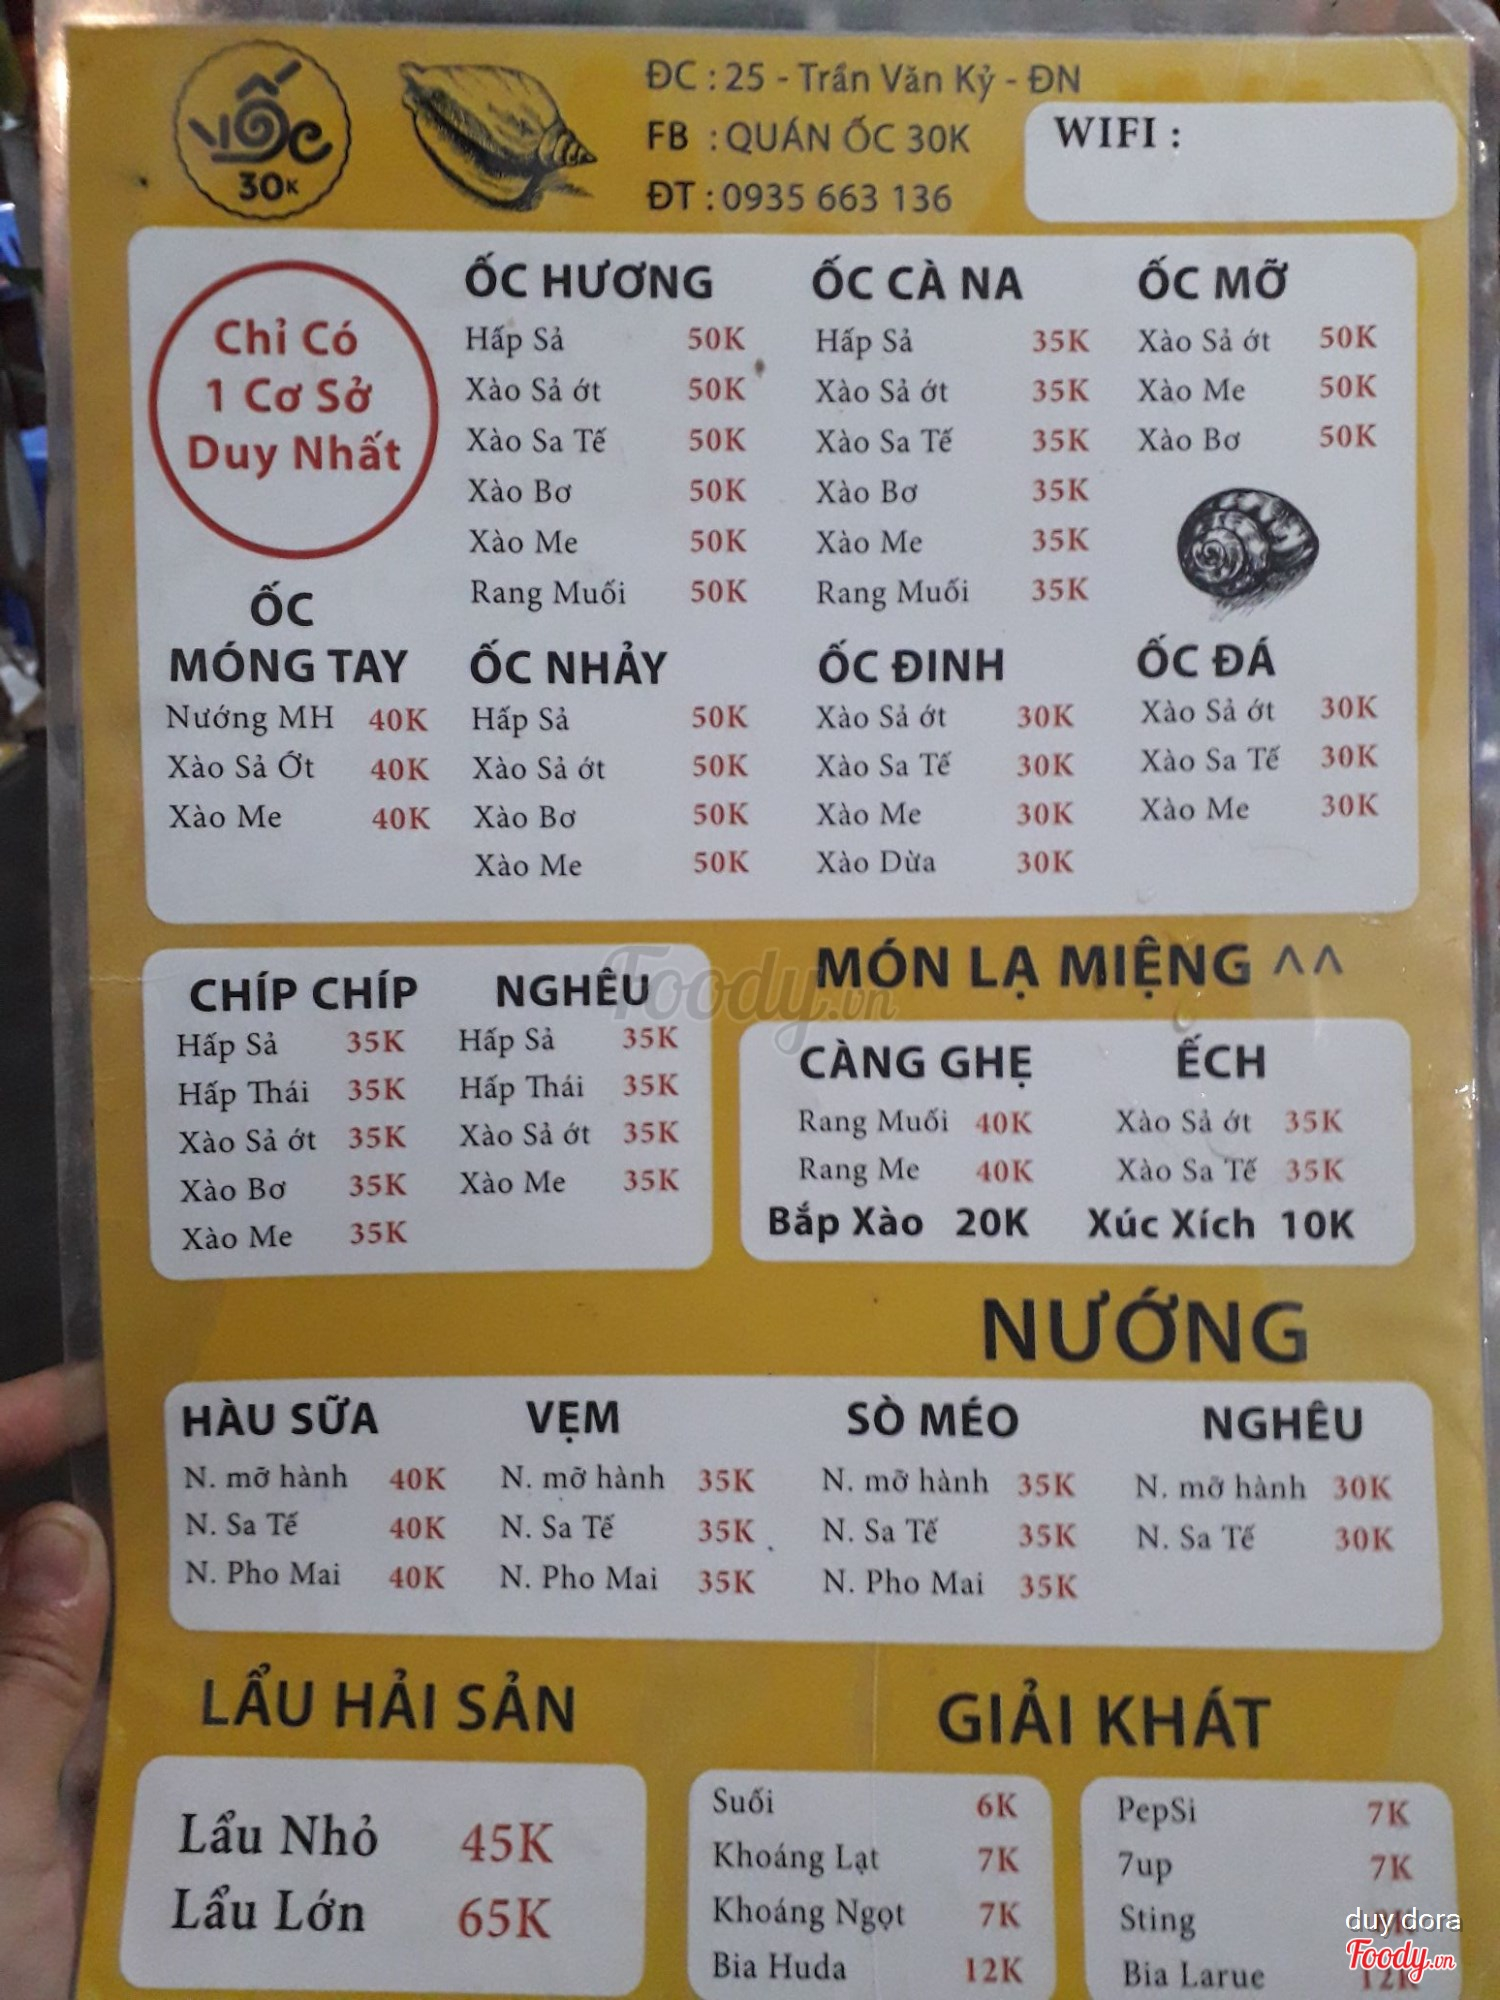 VỐC
30K
ĐC : 25 - Trần Văn Kỷ - ĐN
FB : QUÁN ỐC 30K
ĐT : 0935 663 136
WIFI :
Chỉ Có
1 Cơ Sở
Duy Nhất
ỐC HƯƠNG
Hấp Sả 50K
Xào Sả ớt 50K
Xào Sa Tế 50K
Xào Bơ 50K
Xào Me 50K
Rang Muối 50K
ỐC CÀ NA
Hấp Sả 35K
Xào Sả ớt 35K
Xào Sa Tế 35K
Xào Bơ 35K
Xào Me 35K
Rang Muối 35K
ỐC MỠ
Xào Sả ớt 50K
Xào Me 50K
Xào Bơ 50K
ỐC
MÓNG TAY
Nướng MH 40K
Xào Sả Ớt 40K
Xào Me 40K
ỐC NHẢY
Hấp Sả 50K
Xào Sả ớt 50K
Xào Bơ 50K
Xào Me 50K
ỐC ĐINH
Xào Sả ớt 30K
Xào Sa Tế 30K
Xào Me 30K
Xào Dừa 30K
ỐC ĐÁ
Xào Sả ớt 30K
Xào Sa Tế 30K
Xào Me 30K
CHÍP CHÍP
Hấp Sả 35K
Hấp Thái 35K
Xào Sả ớt 35K
Xào Bơ 35K
Xào Me 35K
NGHÊU
Hấp Sả 35K
Hấp Thái 35K
Xào Sả ớt 35K
Xào Me 35K
Foody.vn
MÓN LẠ MIỆNG ^^
CÀNG GHẸ
Rang Muối 40K
Rang Me 40K
ẾCH
Xào Sả ớt 35K
Xào Sa Tế 35K
Bắp Xào 20K
Xúc Xích 10K
NƯỚNG
HÀU SỮA
N. mỡ hành 40K
N. Sa Tế 40K
N. Pho Mai 40K
VẸM
N. mỡ hành 35K
N. Sa Tế 35K
N. Pho Mai 35K
SÒ MÉO
N. mỡ hành 35K
N. Sa Tế 35K
N. Pho Mai 35K
NGHÊU
N. mỡ hành 30K
N. Sa Tế 30K
LẨU HẢI SẢN
Lẩu Nhỏ 45K
Lẩu Lớn 65K
GIẢI KHÁT
Suối 6K
Khoáng Lạt 7K
Khoáng Ngọt 7K
Bia Huda 12K
PepSi 7K
7up 7K
Sting
Bia Larue 12K
duy dora
Foody.vn